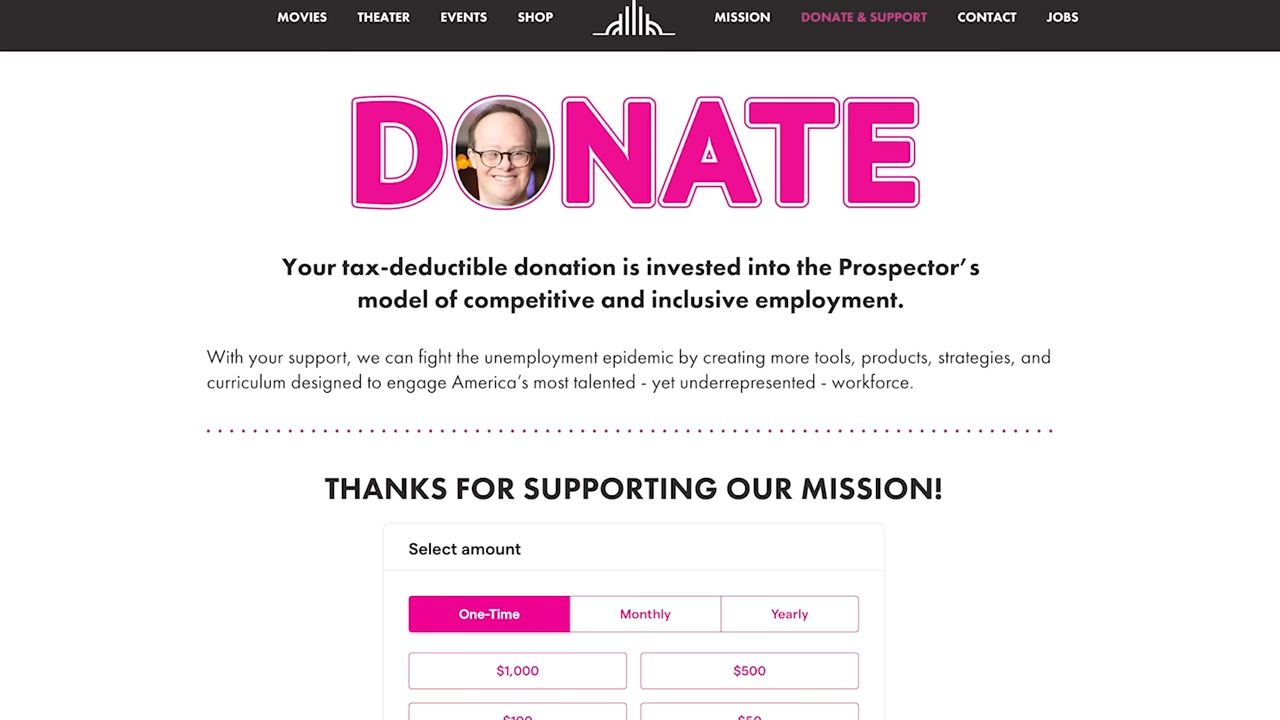 MOVIES THEATER EVENTS SHOP MISSION DONATE & SUPPORT CONTACT JOBS
DONATE
Your tax-deductible donation is invested into the Prospector's
model of competitive and inclusive employment.
With your support, we can fight the unemployment epidemic by creating more tools, products, strategies, and
curriculum designed to engage America's most talented - yet underrepresented - workforce.
THANKS FOR SUPPORTING OUR MISSION!
Select amount
One-Time Monthly Yearly
$1,000 $500
$100 $50